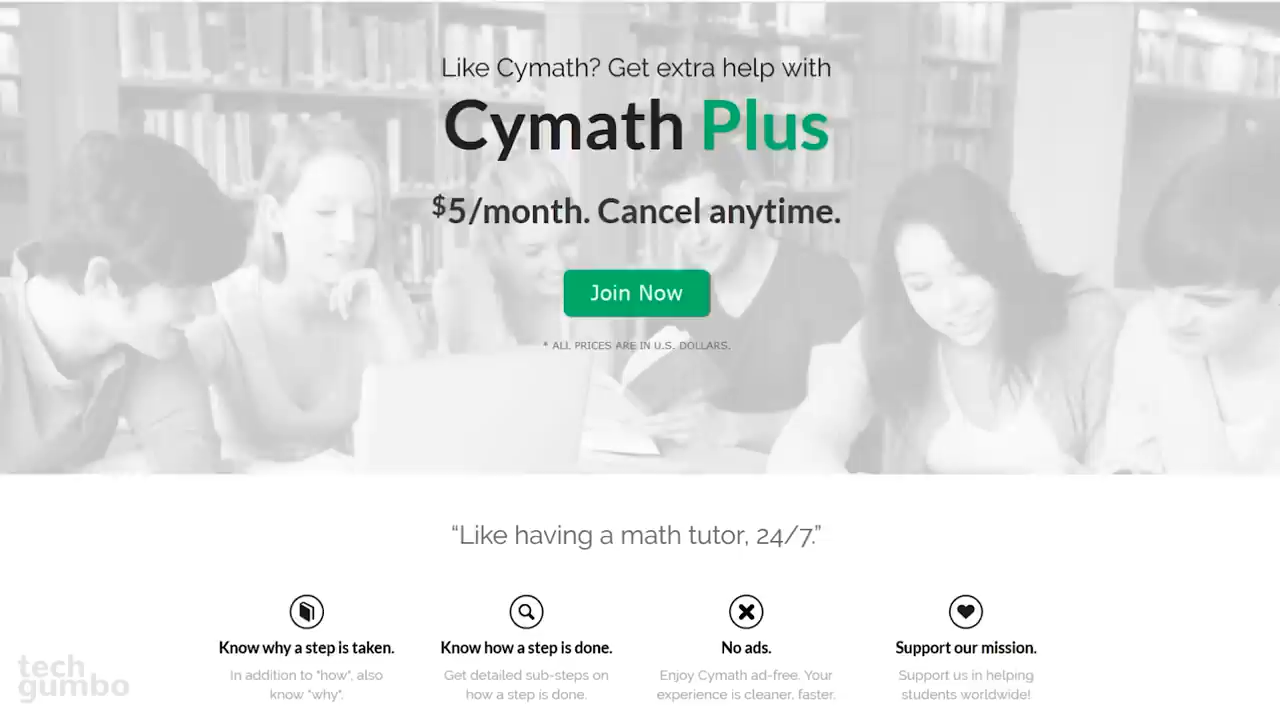 Like Cymath? Get extra help with
Cymath Plus
$5/month. Cancel anytime.
Join Now
* ALL PRICES ARE IN U.S. DOLLARS.
“Like having a math tutor, 24/7.”
Know why a step is taken.
In addition to "how", also
know "why".
Know how a step is done.
Get detailed sub-steps on
how a step is done.
No ads.
Enjoy Cymath ad-free. Your
experience is cleaner, faster.
Support our mission.
Support us in helping
students worldwide!
tech
gumbo